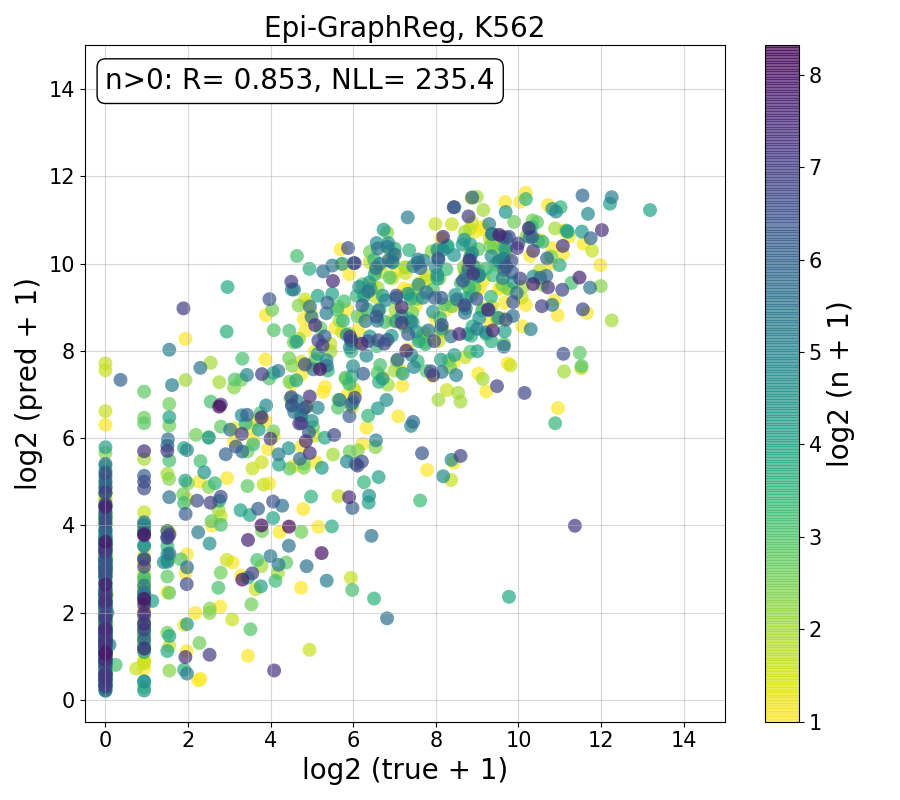 Epi-GraphReg, K562
n>0: R= 0.853, NLL= 235.4
log2 (pred + 1)
14
12
10
8
6
4
2
0
0 2 4 6 8 10 12 14
log2 (true + 1)
8
7
6
5
4
3
2
1
log2 (n + 1)